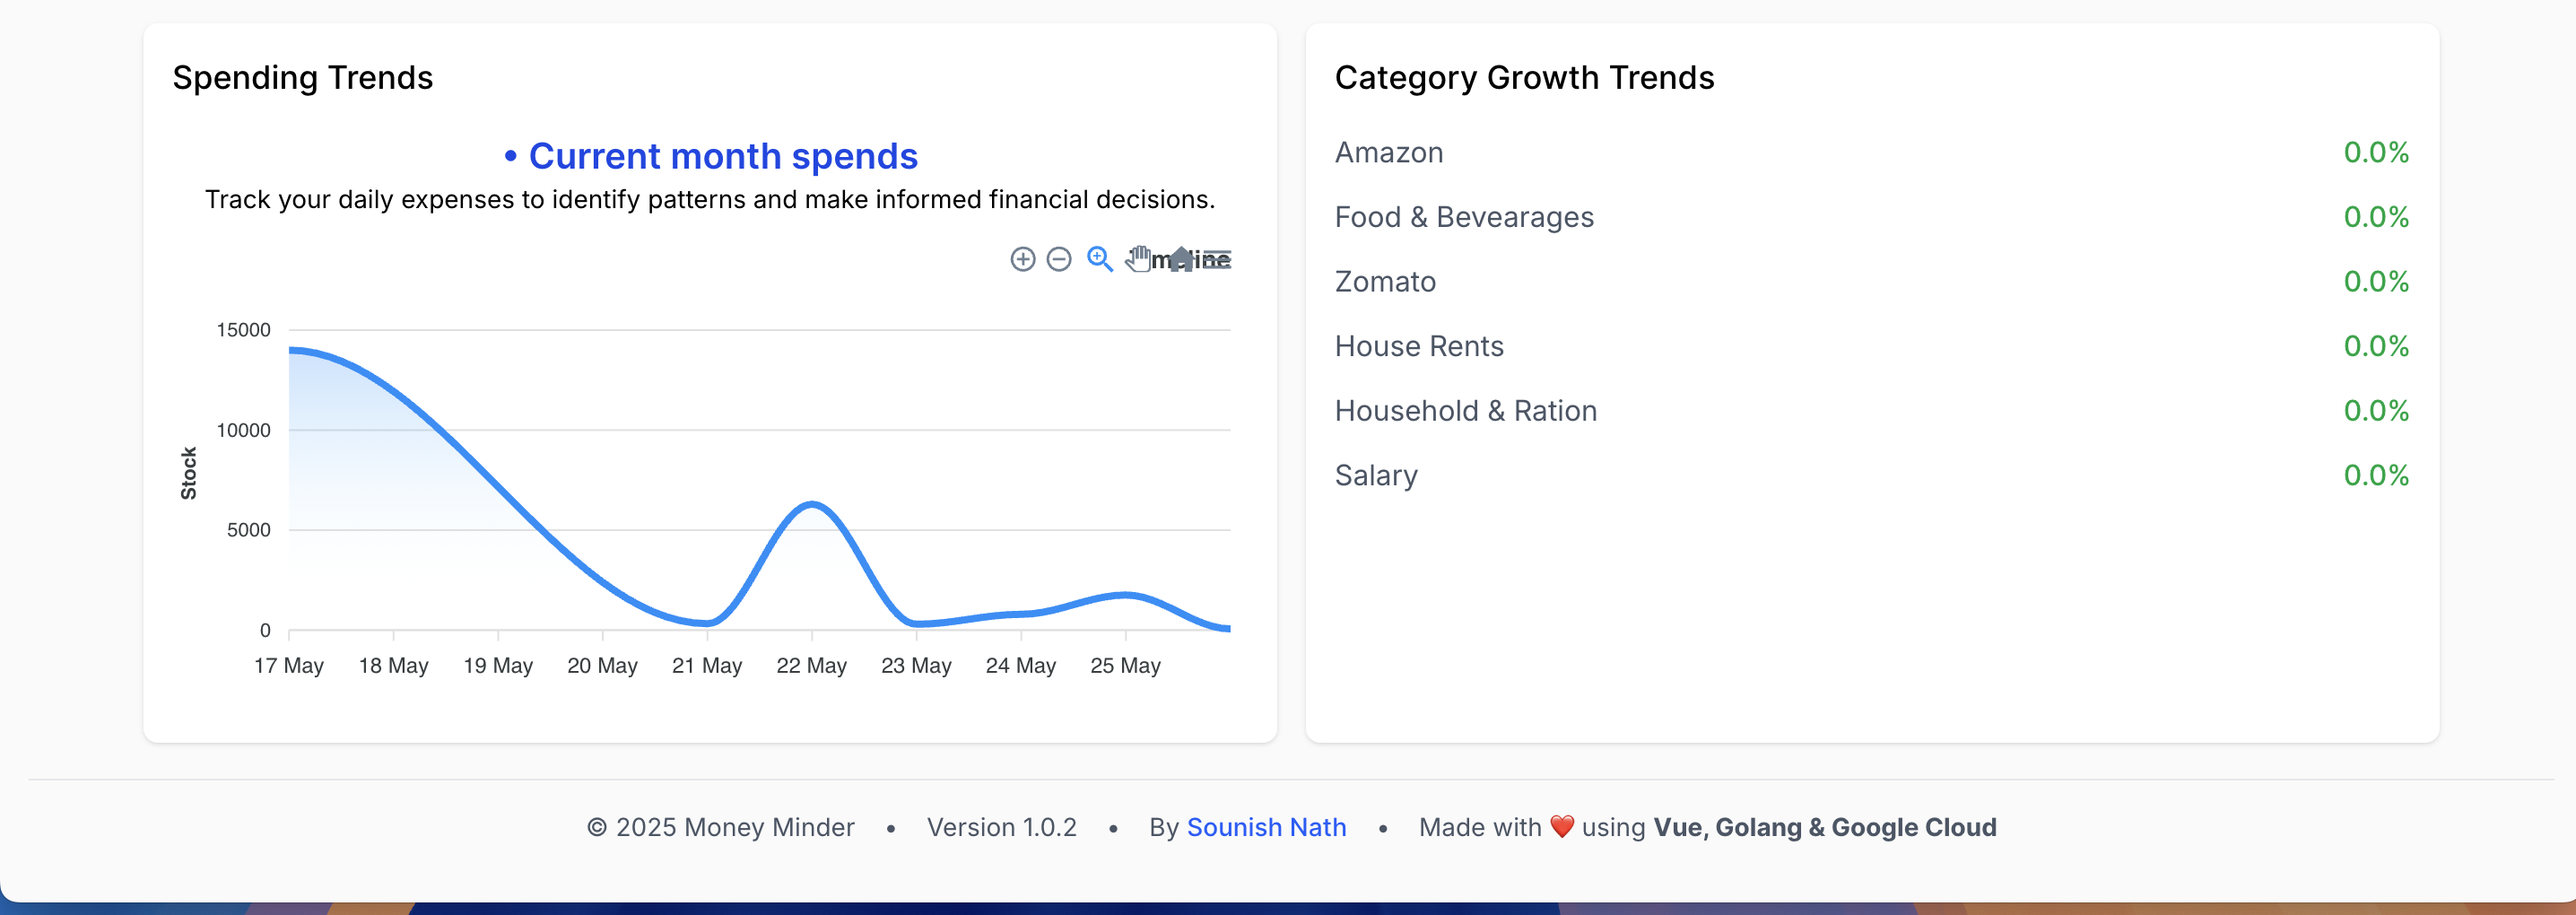 Spending Trends
• Current month spends
Track your daily expenses to identify patterns and make informed financial decisions.
15000
10000
5000
0
Stock
17 May 18 May 19 May 20 May 21 May 22 May 23 May 24 May 25 May
Category Growth Trends
Amazon 0.0%
Food & Bevearages 0.0%
Zomato 0.0%
House Rents 0.0%
Household & Ration 0.0%
Salary 0.0%
© 2025 Money Minder • Version 1.0.2 • By Sounish Nath • Made with ❤️ using Vue, Golang & Google Cloud